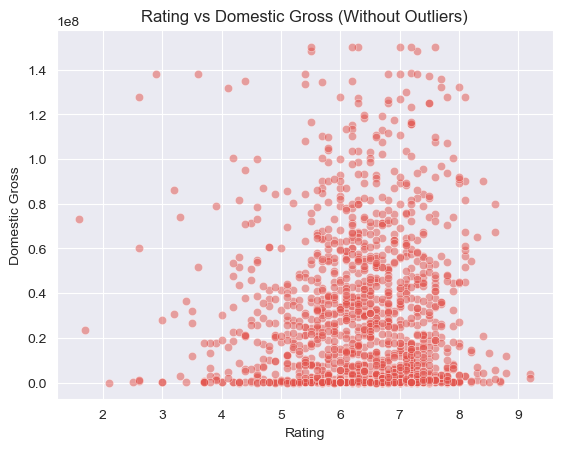 Rating vs Domestic Gross (Without Outliers)
1e8
1.4
1.2
1.0
0.8
0.6
0.4
0.2
0.0
Domestic Gross
2 3 4 5 6 7 8 9
Rating